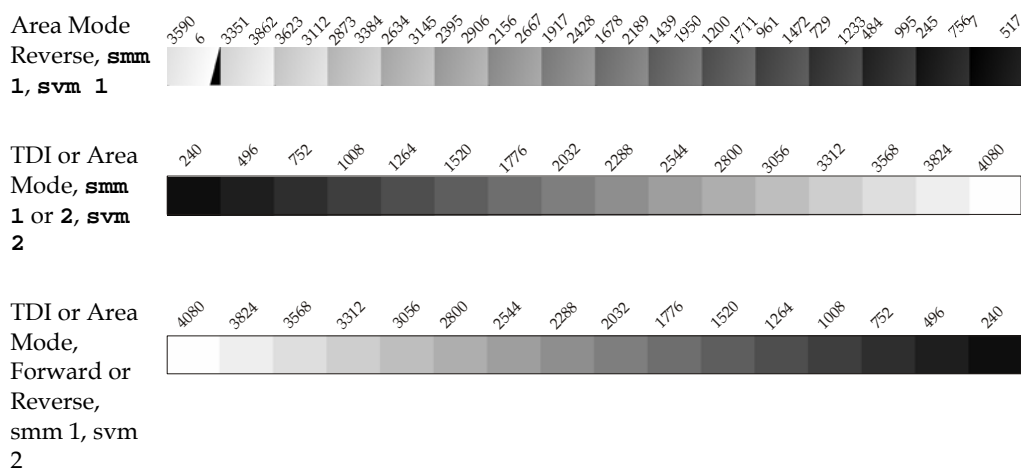 Area Mode
Reverse, smm
1, svm 1
3590 6 3351 3862 3623 3112 2873 3384 2634 3145 2395 2906 2156 2667 1917 2428 1678 2189 1439 1950 1200 1711 961 1472 729 1233 484 995 245 756 7 517
TDI or Area
Mode, smm
1 or 2, svm
2
240 496 752 1008 1264 1520 1776 2032 2288 2544 2800 3056 3312 3568 3824 4080
TDI or Area
Mode,
Forward or
Reverse,
smm 1, svm
2
4080 3824 3568 3312 3056 2800 2544 2288 2032 1776 1520 1264 1008 752 496 240